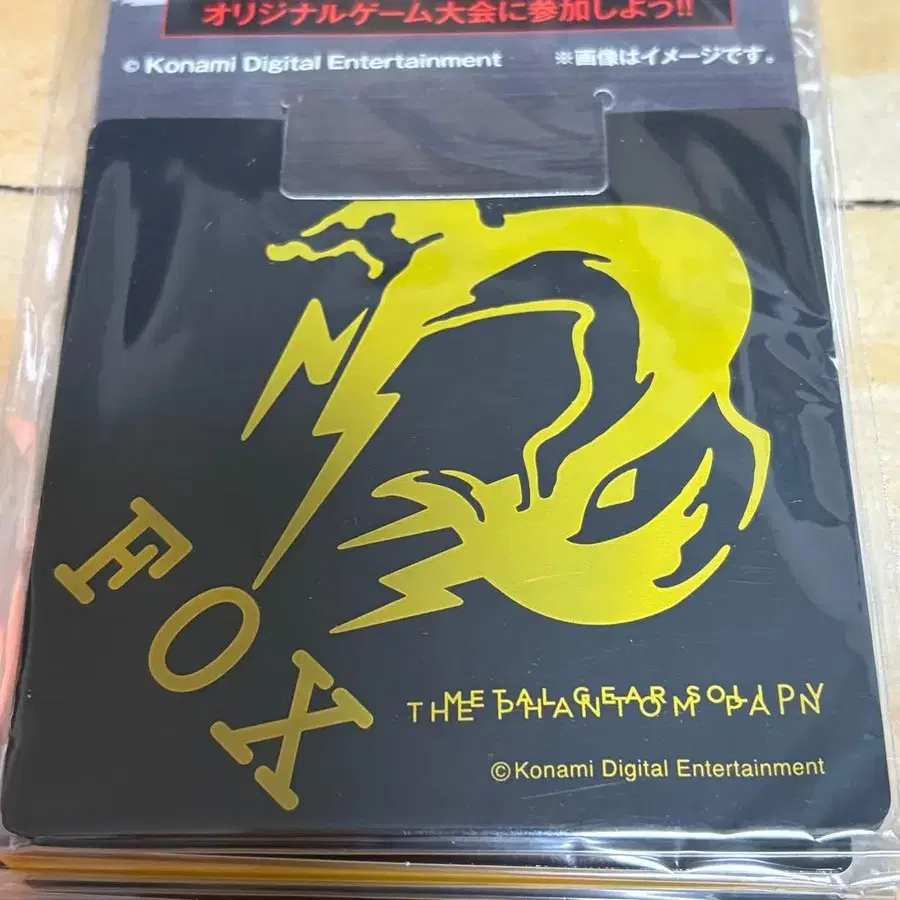 オリジナルゲーム大会に参加しよう!!
© Konami Digital Entertainment ※画像はイメージです。
FOX
METAL GEAR SOLID V
THE PHANTOM PAIN
©Konami Digital Entertainment